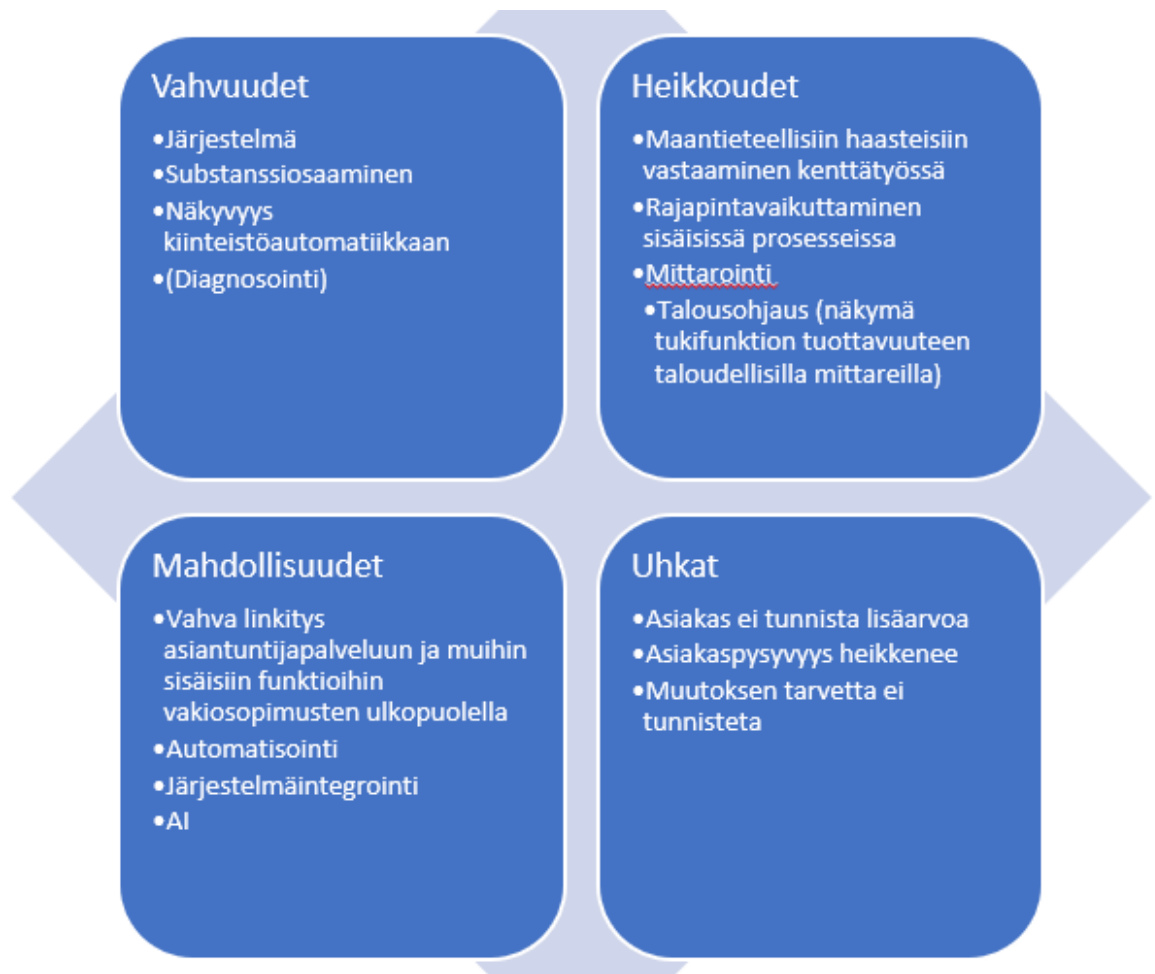 Vahvuudet
•Järjestelmä
•Substanssiosaaminen
•Näkyvyys
kiinteistöautomatiikkaan
•(Diagnosointi)
Heikkoudet
•Maantieteellisiin haasteisiin
vastaaminen kenttätyössä
•Rajapintavaikuttaminen
sisäisissä prosesseissa
•Mittarointi
•Talousohjaus (näkymä
tukifunktion tuottavuuteen
taloudellisilla mittareilla)
Mahdollisuudet
•Vahva linkitys
asiantuntijapalveluun ja muihin
sisäisiin funktioihin
vakiosopimusten ulkopuolella
•Automatisointi
•Järjestelmäintegrointi
•AI
Uhkat
•Asiakas ei tunnista lisäarvoa
•Asiakaspysyvyys heikkenee
•Muutoksen tarvetta ei
tunnisteta